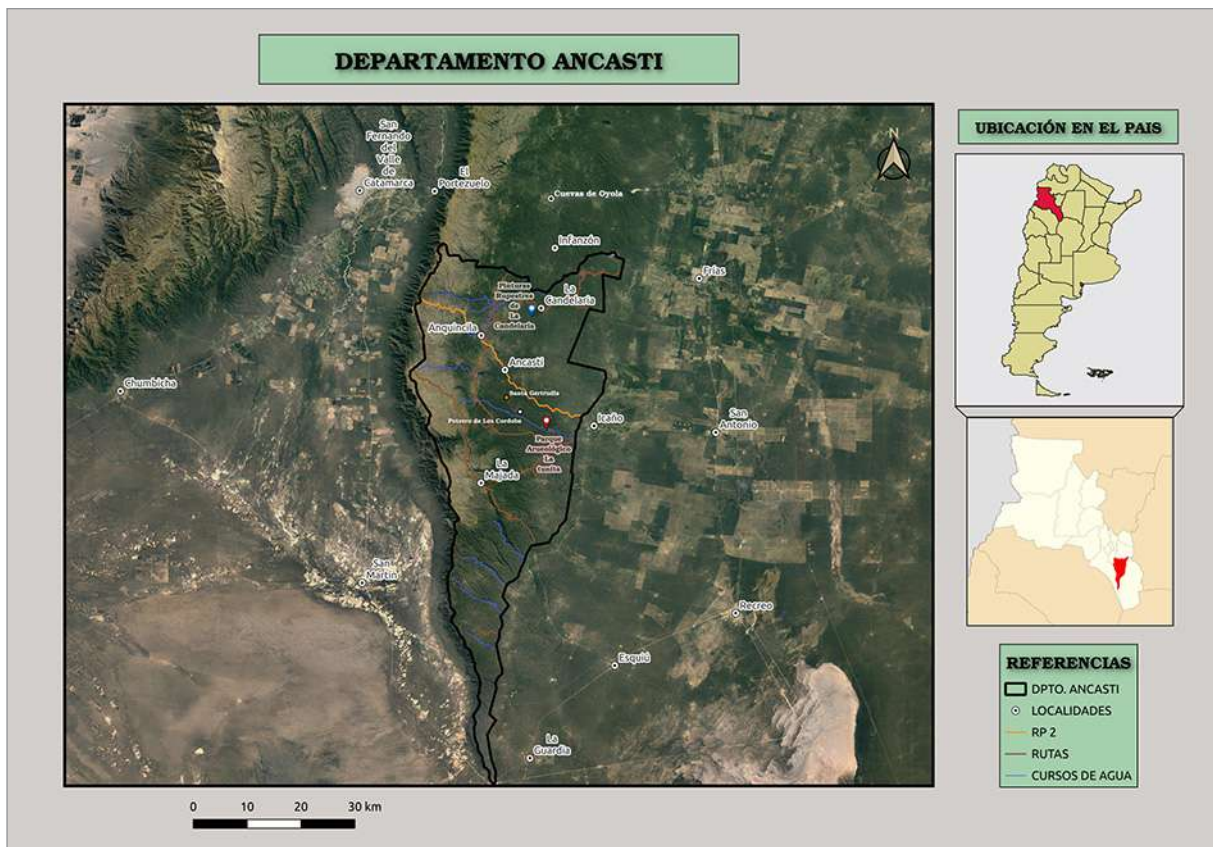 DEPARTAMENTO ANCASTI
San
Fernando
del
Valle
de
Catamarca
El
Portezuelo
Cuevas de Oyola
N
Infanzón
Frías
Pintures
Rupestres
de
La
Candelaria
La
Candelaria
Anquincila
Ancasti
Chumbicha
Santa Gertrudis
Potrero de Los Cordoba
Icaño
San
Antonio
Parque
Arqueológico
La
Tunita
La
Majada
San
Martin
Recreo
Esquiú
La
Guardia
0 10 20 30 km
UBICACIÓN EN EL PAIS
REFERENCIAS
DPTO. ANCASTI
LOCALIDADES
RP 2
RUTAS
CURSOS DE AGUA